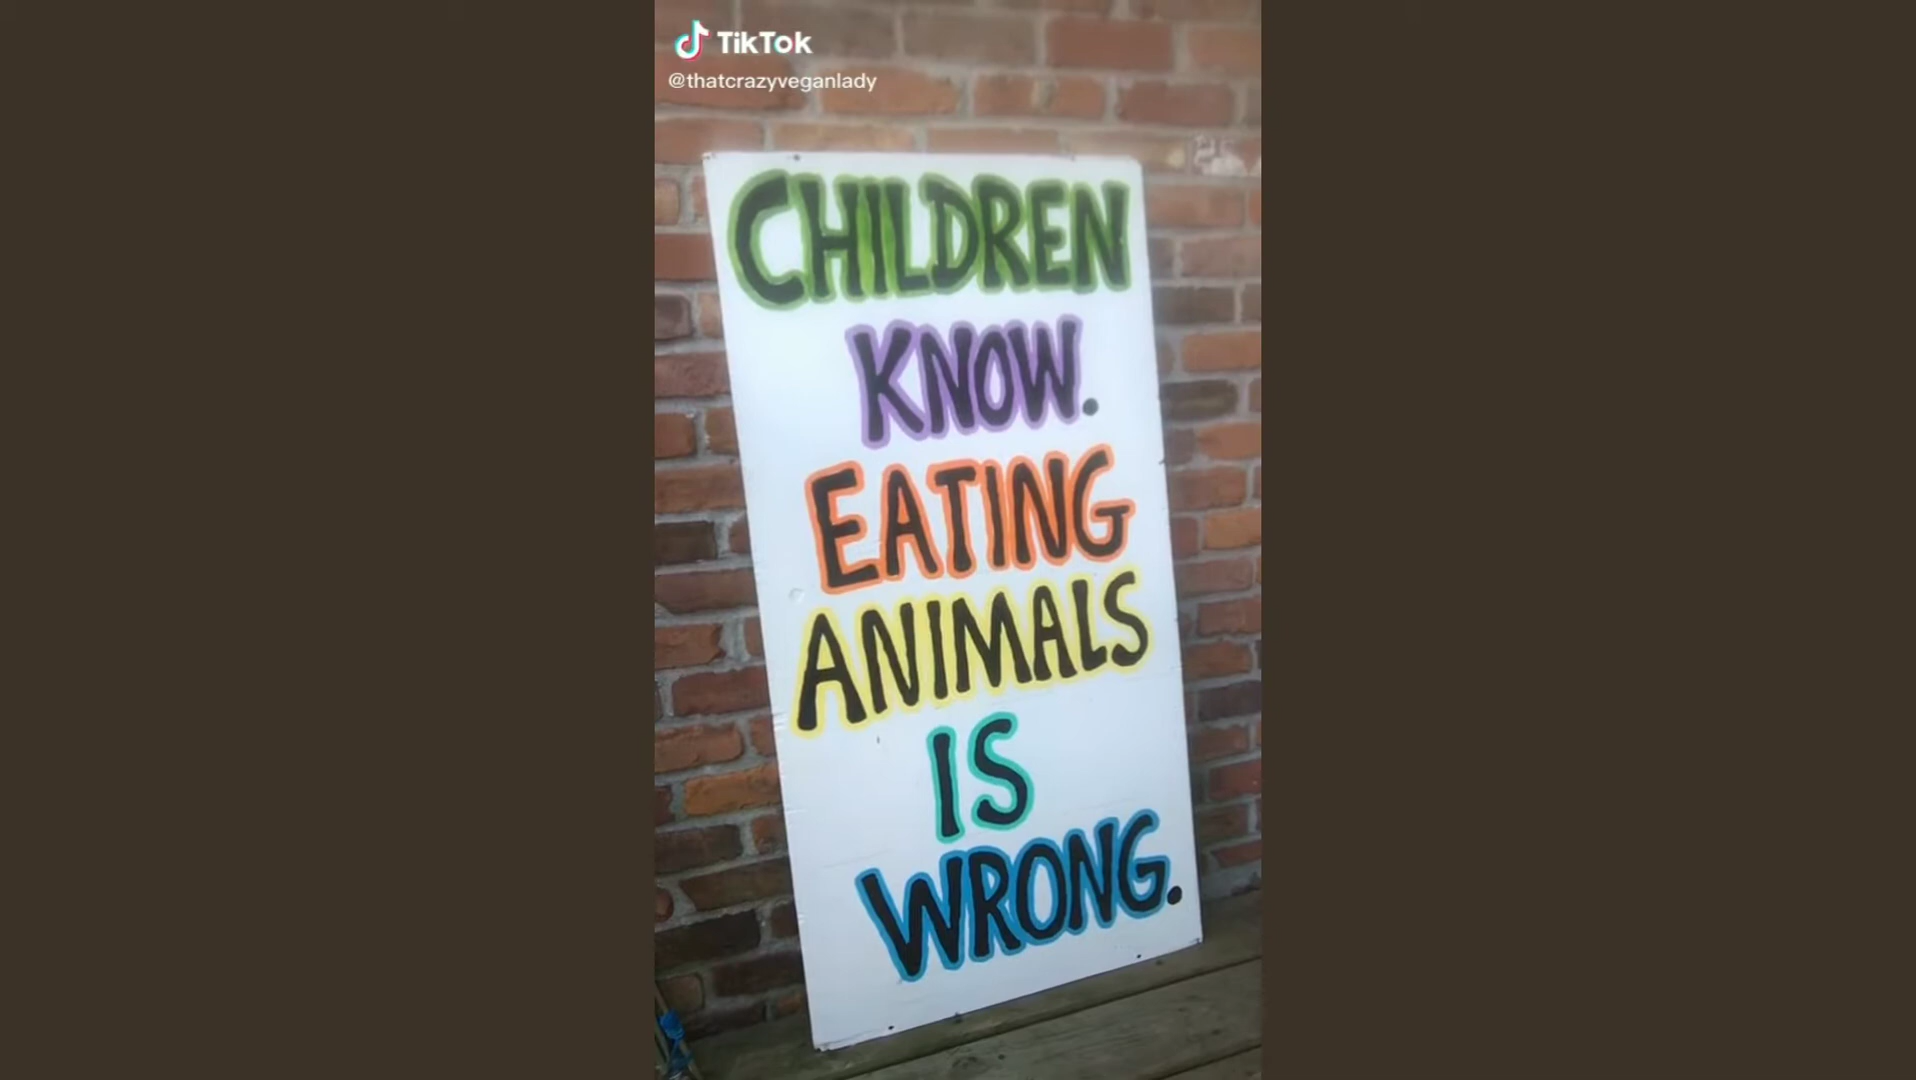 TikTok
@thatcrazyveganlady
CHILDREN
KNOW.
EATING
ANIMALS
IS
WRONG.